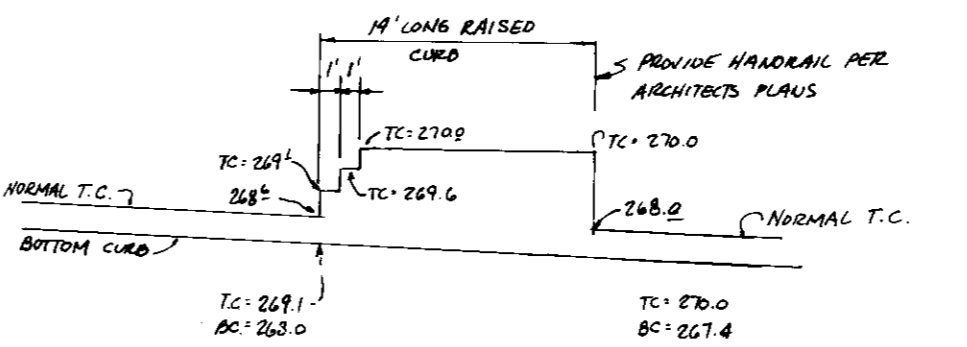 14' LONG RAISED
CURB
1' 1'
PROVIDE HANDRAIL PER
ARCHITECTS PLANS
TC=270.0
TC=270.0
TC=269.1
NORMAL T.C.
268.6
TC=269.6
268.0
NORMAL T.C.
BOTTOM CURB
T.C=269.1
BC=263.0
TC=270.0
BC=267.4